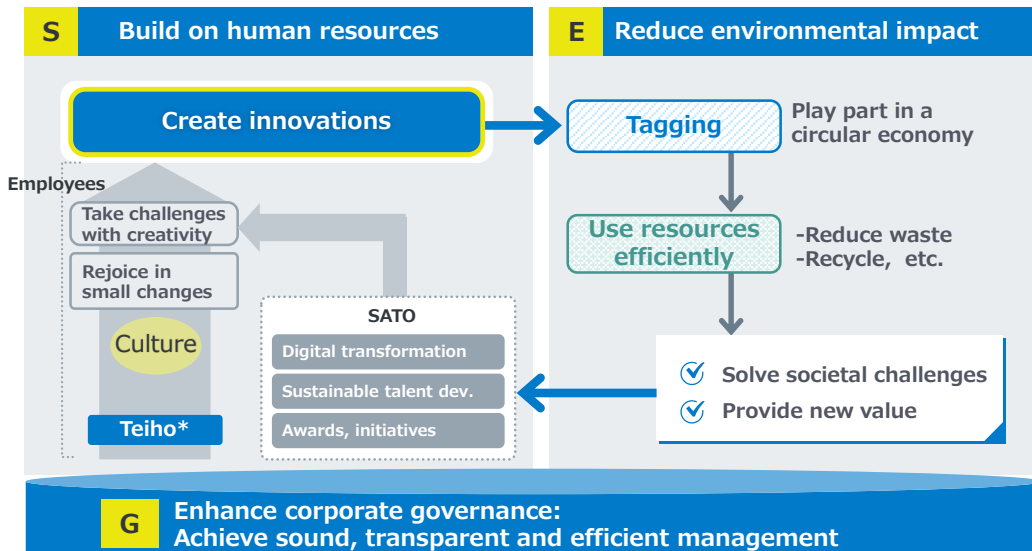 S
Build on human resources
Create innovations
Employees
Take challenges
with creativity
Rejoice in
small changes
Culture
Teiho*
SATO
Digital transformation
Sustainable talent dev.
Awards, initiatives
E
Reduce environmental impact
Tagging
Play part in a
circular economy
Use resources
efficiently
-Reduce waste
-Recycle, etc.
Solve societal challenges
Provide new value
G
Enhance corporate governance:
Achieve sound, transparent and efficient management